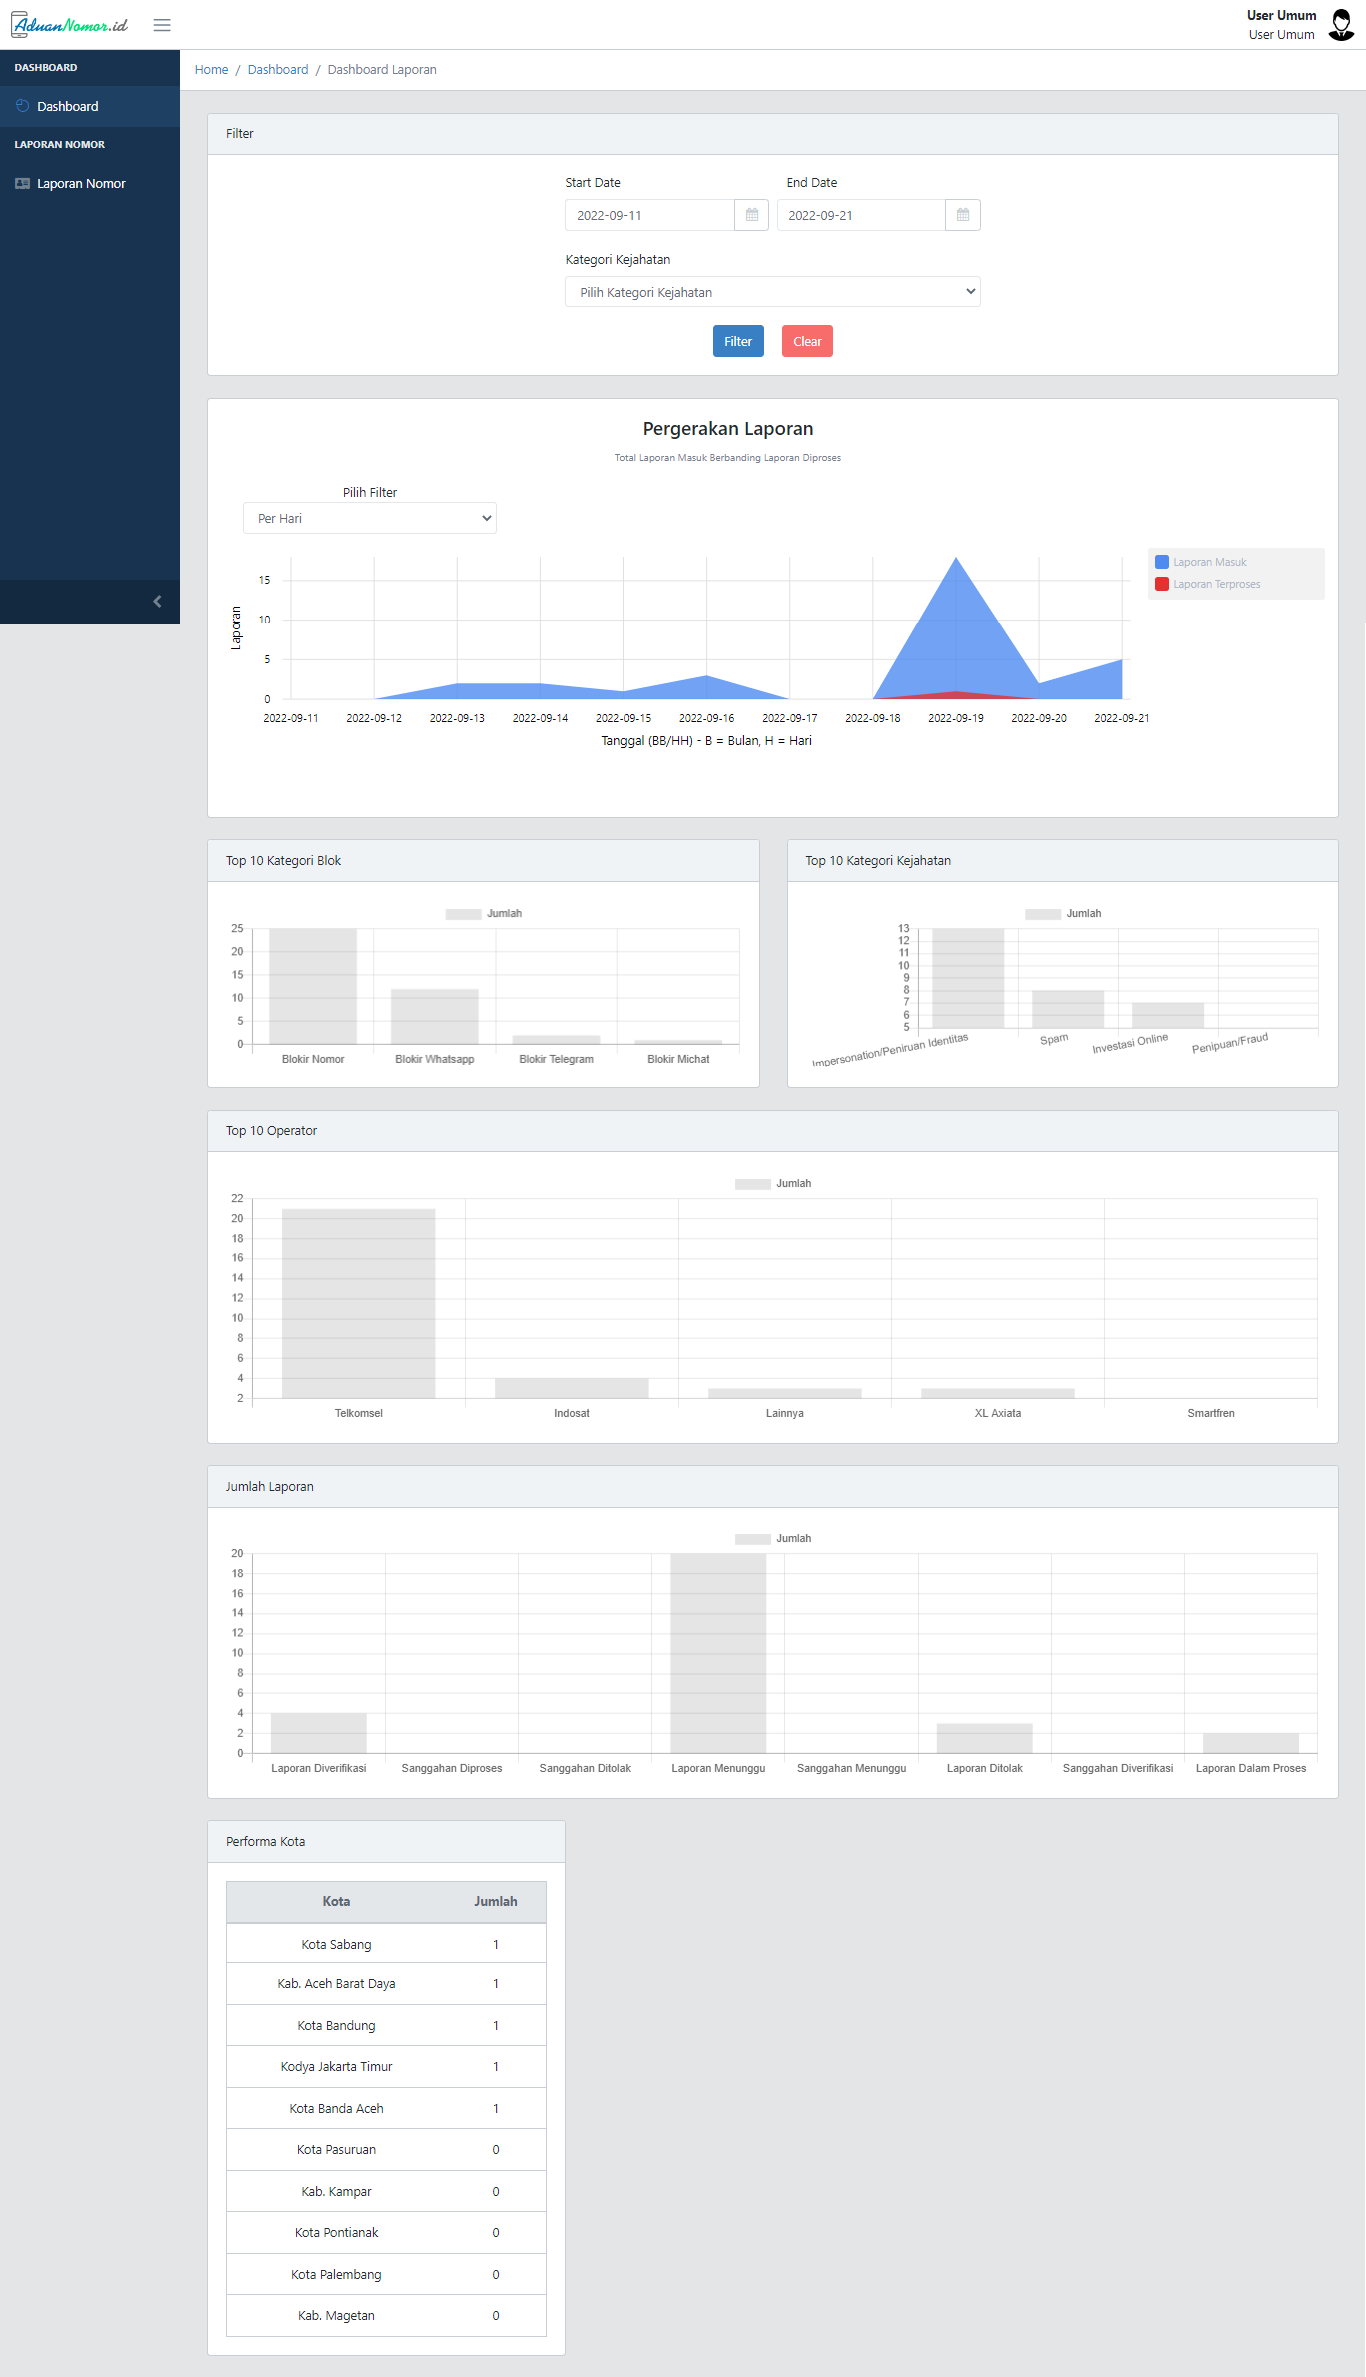 AduanNomor.id
User Umum
User Umum
DASHBOARD
Dashboard
LAPORAN NOMOR
Laporan Nomor
Home / Dashboard / Dashboard Laporan
Filter
Start Date End Date
2022-09-11 2022-09-21
Kategori Kejahatan
Pilih Kategori Kejahatan
Filter Clear
Pergerakan Laporan
Total Laporan Masuk Berbanding Laporan Diproses
Pilih Filter
Per Hari
Laporan Masuk
Laporan Terproses
Laporan
15
10
5
0
2022-09-11 2022-09-12 2022-09-13 2022-09-14 2022-09-15 2022-09-16 2022-09-17 2022-09-18 2022-09-19 2022-09-20 2022-09-21
Tanggal (BB/HH) - B = Bulan, H = Hari
Top 10 Kategori Blok
Jumlah
25
20
15
10
5
0
Blokir Nomor Blokir Whatsapp Blokir Telegram Blokir Michat
Top 10 Kategori Kejahatan
Jumlah
13
12
11
10
9
8
7
6
5
Impersonation/Peniruan Identitas Spam Investasi Online Penipuan/Fraud
Top 10 Operator
Jumlah
22
20
18
16
14
12
10
8
6
4
2
Telkomsel Indosat Lainnya XL Axiata Smartfren
Jumlah Laporan
Jumlah
20
18
16
14
12
10
8
6
4
2
0
Laporan Diverifikasi Sanggahan Diproses Sanggahan Ditolak Laporan Menunggu Sanggahan Menunggu Laporan Ditolak Sanggahan Diverifikasi Laporan Dalam Proses
Performa Kota
Kota Jumlah
Kota Sabang 1
Kab. Aceh Barat Daya 1
Kota Bandung 1
Kodya Jakarta Timur 1
Kota Banda Aceh 1
Kota Pasuruan 0
Kab. Kampar 0
Kota Pontianak 0
Kota Palembang 0
Kab. Magetan 0